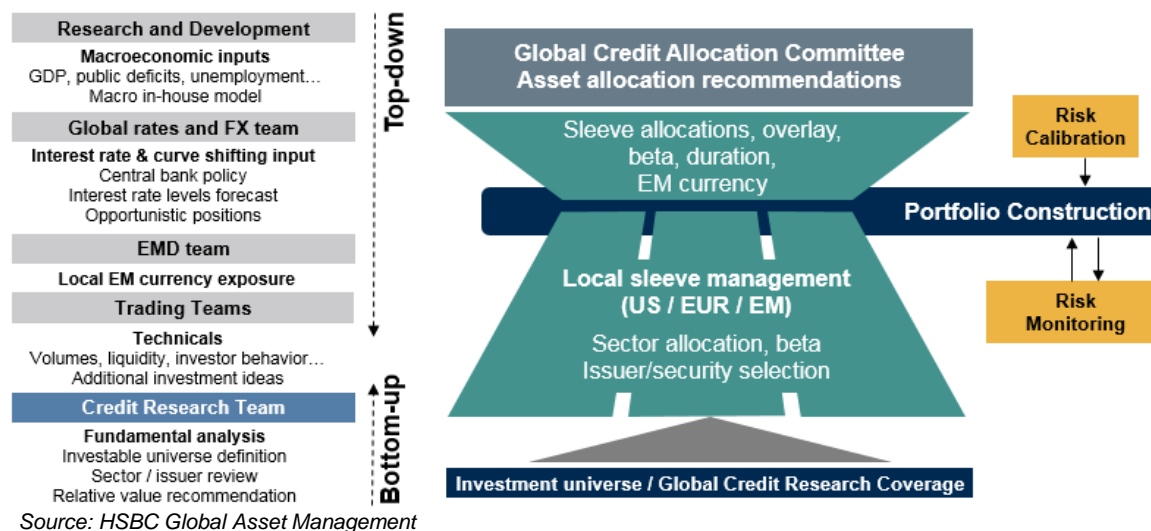 Research and Development
Macroeconomic inputs
GDP, public deficits, unemployment…
Macro in-house model
Global rates and FX team
Interest rate & curve shifting input
Central bank policy
Interest rate levels forecast
Opportunistic positions
EMD team
Local EM currency exposure
Trading Teams
Technicals
Volumes, liquidity, investor behavior…
Additional investment ideas
Credit Research Team
Fundamental analysis
Investable universe definition
Sector / issuer review
Relative value recommendation
Top-down
Bottom-up
Global Credit Allocation Committee
Asset allocation recommendations
Sleeve allocations, overlay,
beta, duration,
EM currency
Risk
Calibration
Portfolio Construction
Local sleeve management
(US / EUR / EM)
Sector allocation, beta
Issuer/security selection
Risk
Monitoring
Investment universe / Global Credit Research Coverage
Source: HSBC Global Asset Management